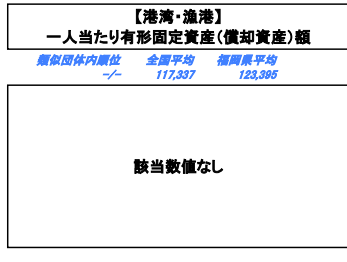 【港湾・漁港】
一人当たり有形固定資産（償却資産）額
類似団体内順位 全国平均 福岡県平均
-/- 117,337 123,395
該当数値なし